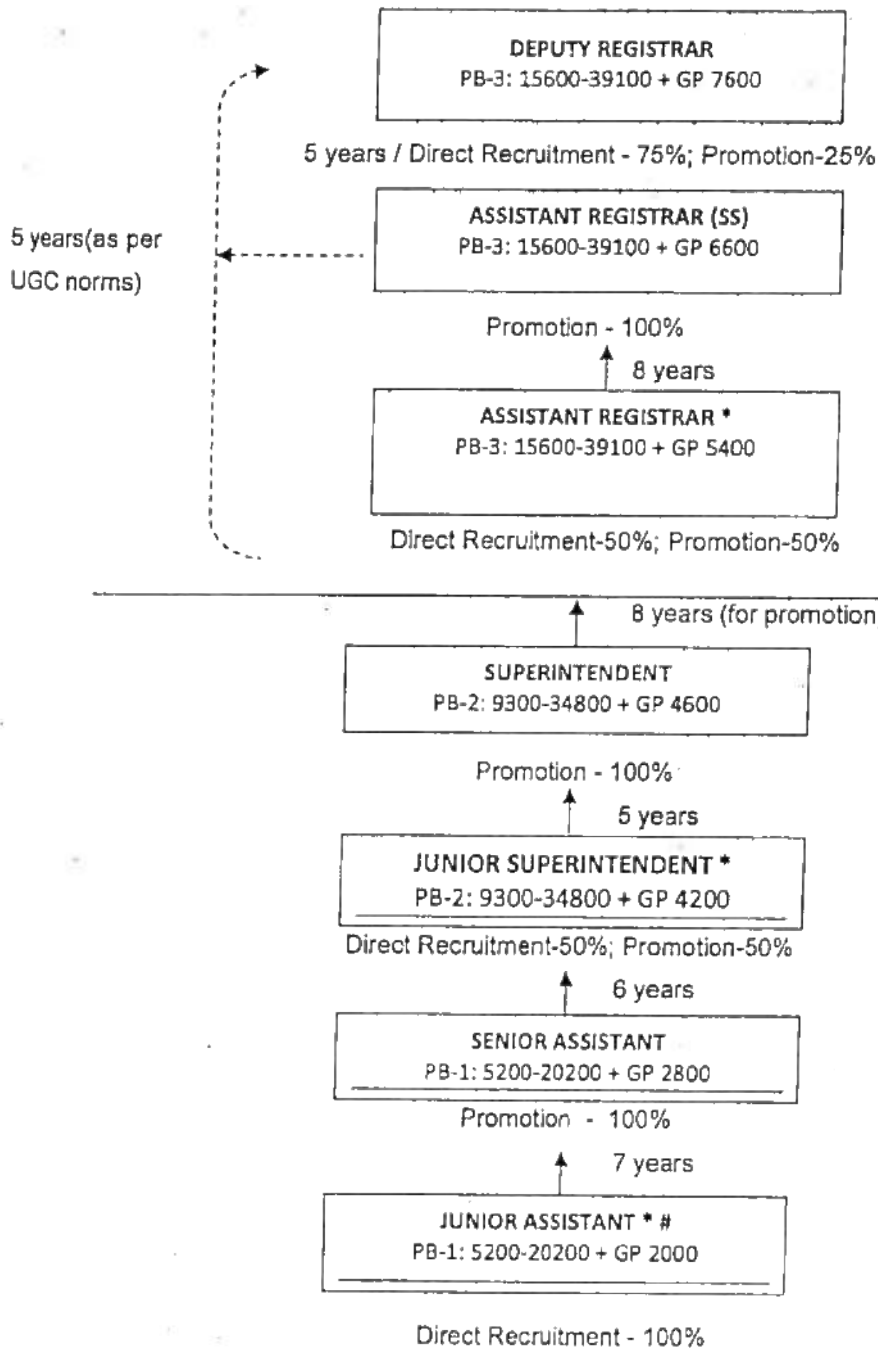 DEPUTY REGISTRAR
PB-3: 15600-39100 + GP 7600
5 years / Direct Recruitment - 75%; Promotion-25%
ASSISTANT REGISTRAR (SS)
PB-3: 15600-39100 + GP 6600
5 years(as per
UGC norms)
Promotion - 100%
8 years
ASSISTANT REGISTRAR *
PB-3: 15600-39100 + GP 5400
Direct Recruitment-50%; Promotion-50%
8 years (for promotion
SUPERINTENDENT
PB-2: 9300-34800 + GP 4600
Promotion - 100%
5 years
JUNIOR SUPERINTENDENT *
PB-2: 9300-34800 + GP 4200
Direct Recruitment-50%; Promotion-50%
6 years
SENIOR ASSISTANT
PB-1: 5200-20200 + GP 2800
Promotion - 100%
7 years
JUNIOR ASSISTANT * #
PB-1: 5200-20200 + GP 2000
Direct Recruitment - 100%